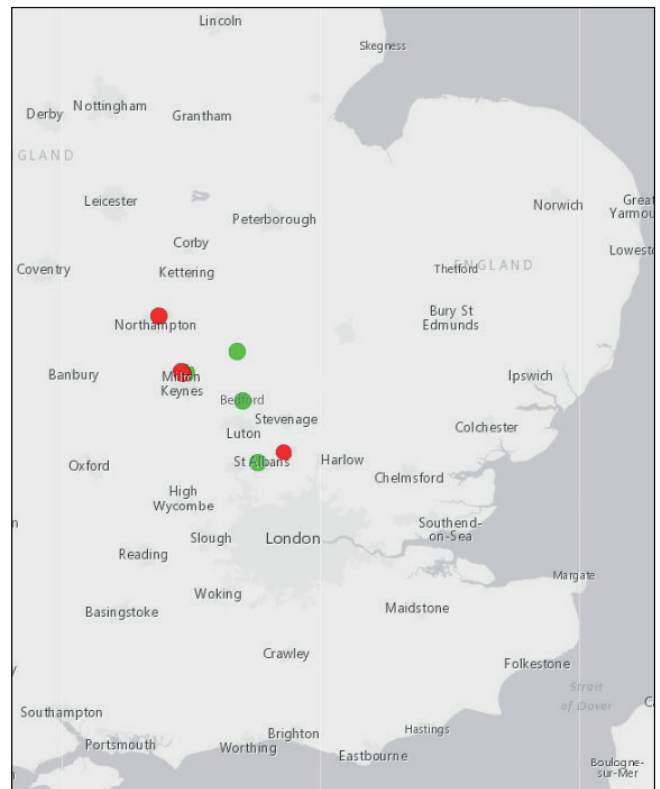 Lincoln
Skegness
Nottingham
Derby
Grantham
GLAND
Leicester
Norwich
Great
Yarmou
Peterborough
Corby
Lowesto
Coventry
Kettering
Thetford
ENGLAND
Northampton
Bury St
Edmunds
Banbury
Milton
Keynes
Ipswich
Bedford
Stevenage
Luton
Colchester
St Albans
Harlow
Oxford
Chelmsford
High
Wycombe
Slough
London
Southend-
on-Sea
n
Reading
Margate
Woking
Basingstoke
Maidstone
Crawley
Folkestone
y
Strait
of Dover
Ca
Southampton
Brighton
Hastings
Portsmouth
Worthing
Eastbourne
Boulogne-
sur-Mer